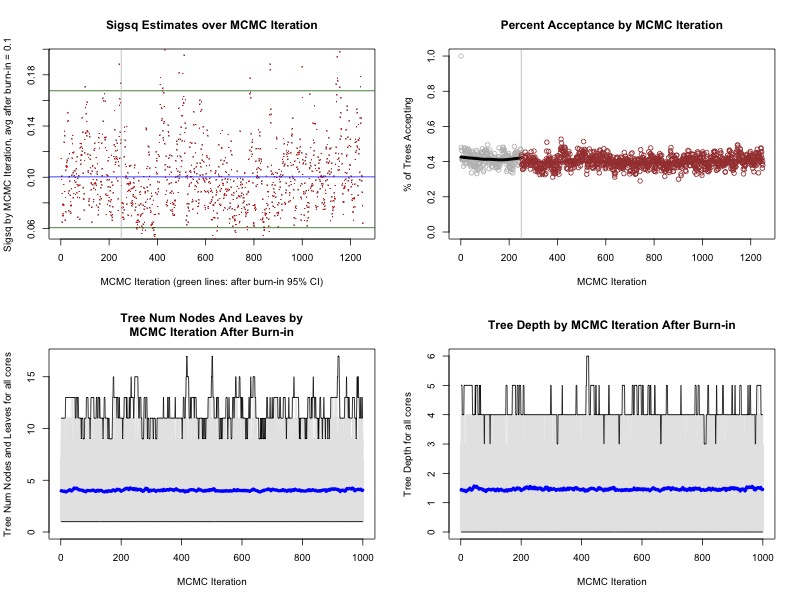 Sigsq Estimates over MCMC Iteration
Sigsq by MCMC Iteration, avg after burn-in = 0.1
0.18
0.14
0.10
0.06
0 200 400 600 800 1000 1200
MCMC Iteration (green lines: after burn-in 95% CI)
Percent Acceptance by MCMC Iteration
% of Trees Accepting
1.0
0.8
0.6
0.4
0.2
0.0
0 200 400 600 800 1000 1200
MCMC Iteration
Tree Num Nodes And Leaves by
MCMC Iteration After Burn-in
Tree Num Nodes and Leaves for all cores
15
10
5
0
0 200 400 600 800 1000
MCMC Iteration
Tree Depth by MCMC Iteration After Burn-in
Tree Depth for all cores
6
5
4
3
2
1
0
0 200 400 600 800 1000
MCMC Iteration